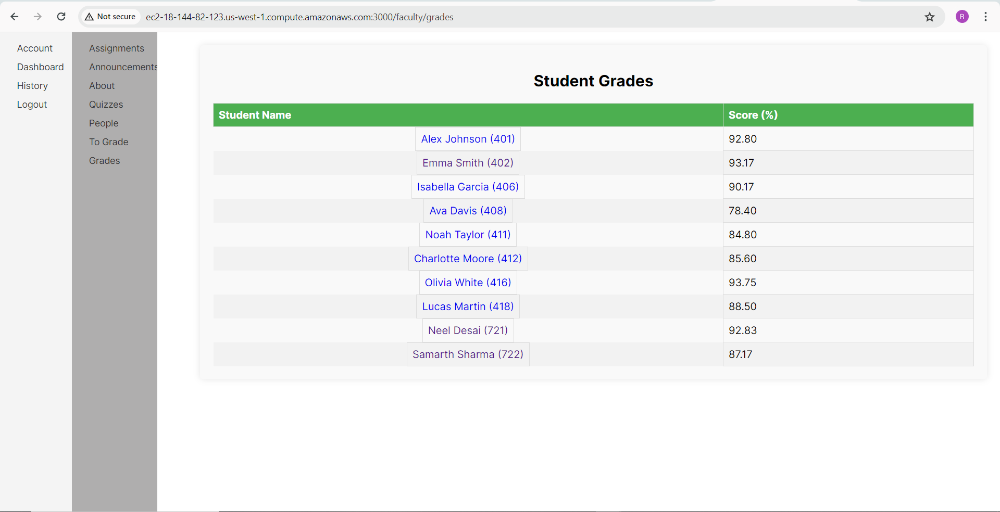 Not secure ec2-18-144-82-123.us-west-1.compute.amazonaws.com:3000/faculty/grades R
Account
Dashboard
History
Logout
Assignments
Announcements
About
Quizzes
People
To Grade
Grades
Student Grades
Student Name Score (%)
Alex Johnson (401) 92.80
Emma Smith (402) 93.17
Isabella Garcia (406) 90.17
Ava Davis (408) 78.40
Noah Taylor (411) 84.80
Charlotte Moore (412) 85.60
Olivia White (416) 93.75
Lucas Martin (418) 88.50
Neel Desai (721) 92.83
Samarth Sharma (722) 87.17